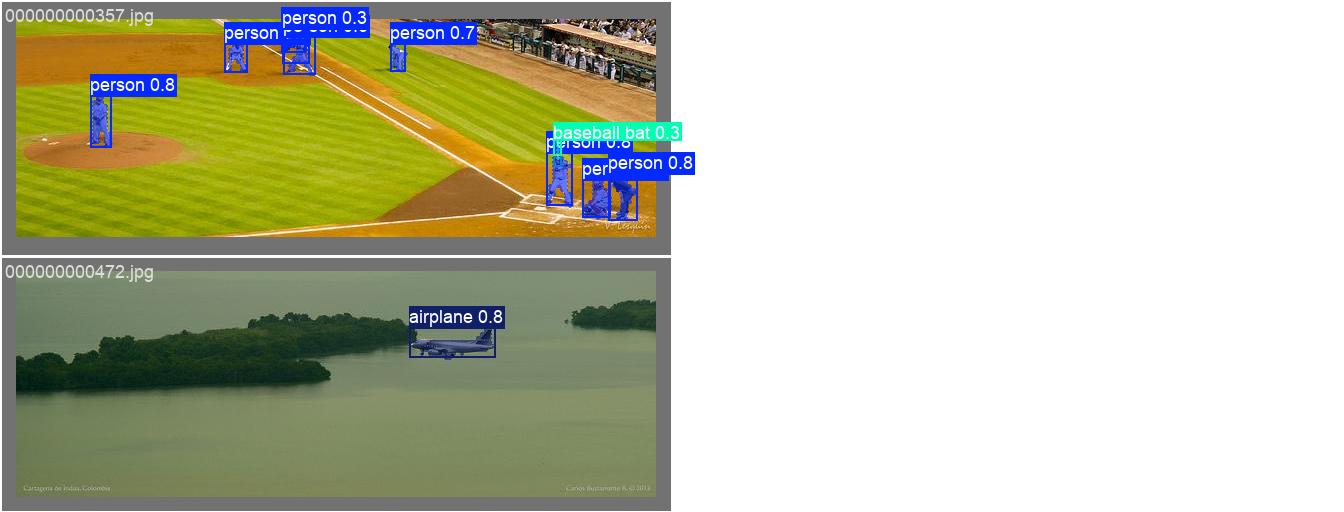 000000000357.jpg
person 0.3
person
person 0.7
person 0.8
baseball bat 0.3
person 0.8
per
person 0.8
V. Lesquin
000000000472.jpg
airplane 0.8
Cartagena de Indias, Colombia
Carlos Bustamante R. © 2013